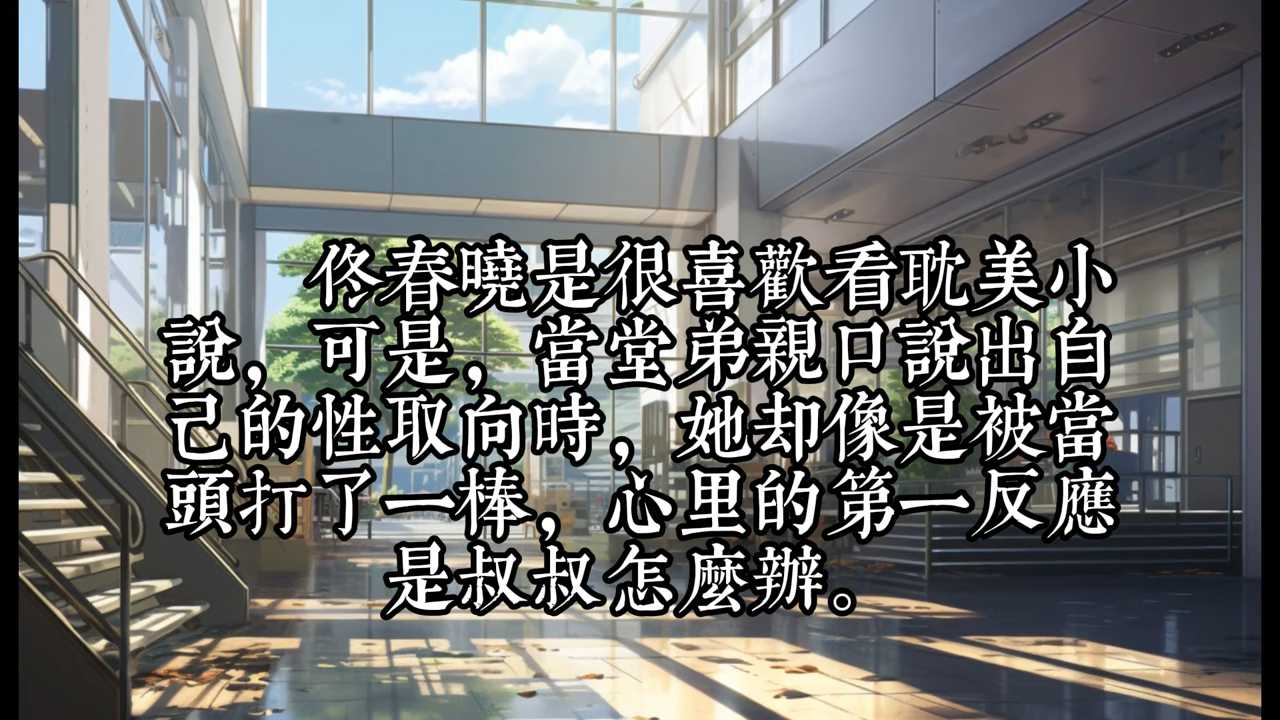 佟春曉是很喜歡看耽美小
說，可是，當堂弟親口說出自
己的性取向時，她却像是被當
頭打了一棒，心里的第一反應
是叔叔怎麼辦。